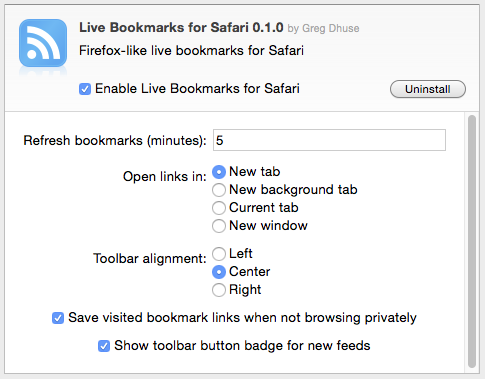 Live Bookmarks for Safari 0.1.0 by Greg Dhuse
Firefox-like live bookmarks for Safari
Enable Live Bookmarks for Safari
Uninstall
Refresh bookmarks (minutes): 5
Open links in: New tab
New background tab
Current tab
New window
Toolbar alignment: Left
Center
Right
Save visited bookmark links when not browsing privately
Show toolbar button badge for new feeds